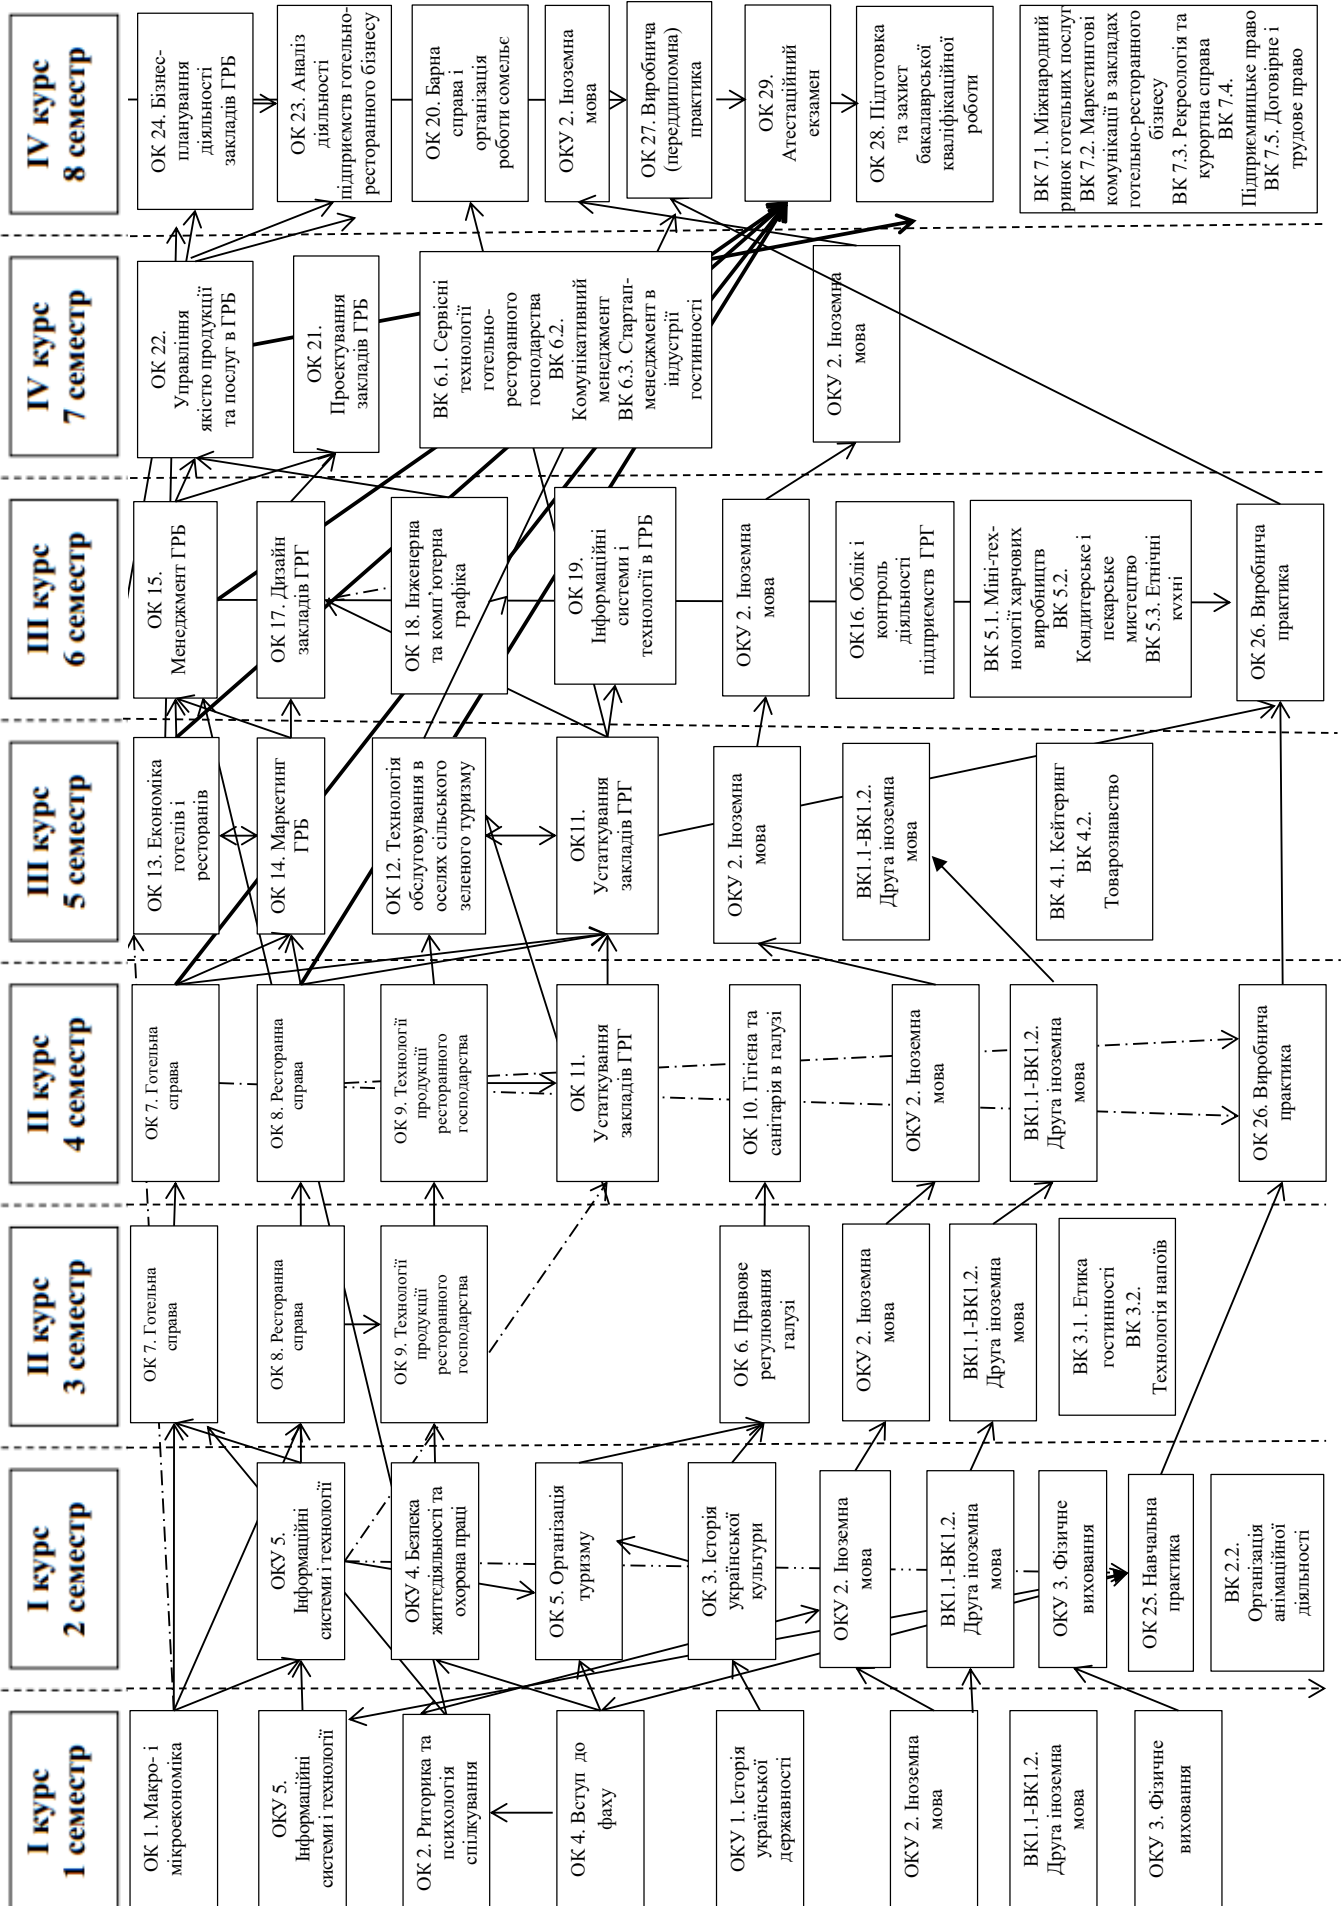 І курс
1 семестр
ОК 1. Макро- і
мікроекономіка
ОКУ 5.
Інформаційні
системи і технології
ОК 2. Риторика та
психологія
спілкування
ОК 4. Вступ до
фаху
ОКУ 1. Історія
української
державності
ОКУ 2. Іноземна
мова
ВК1.1-ВК1.2.
Друга іноземна
мова
ОКУ 3. Фізичне
виховання
І курс
2 семестр
ОКУ 5.
Інформаційні
системи і технології
ОКУ 4. Безпека
життєдіяльності та
охорона праці
ОК 5. Організація
туризму
ОК 3. Історія
української
культури
ОКУ 2. Іноземна
мова
ВК1.1-ВК1.2.
Друга іноземна
мова
ОКУ 3. Фізичне
виховання
ОК 25. Навчальна
практика
ВК 2.2.
Організація
анімаційної
діяльності
ІІ курс
3 семестр
ОК 7. Готельна
справа
ОК 8. Ресторанна
справа
ОК 9. Технології
продукції
ресторанного
господарства
ОК 6. Правове
регулювання
галузі
ОКУ 2. Іноземна
мова
ВК1.1-ВК1.2.
Друга іноземна
мова
ВК 3.1 . Етика
гостинності
ВК 3.2.
Технологія напоїв
ІІ курс
4 семестр
ОК 7. Готельна
справа
ОК 8. Ресторанна
справа
ОК 9. Технології
продукції
ресторанного
господарства
ОК 11.
Устаткування
закладів ГРГ
ОК 10. Гігієна та
санітарія в галузі
ОКУ 2. Іноземна
мова
ВК1.1-ВК1.2.
Друга іноземна
мова
ОК 26. Виробнича
практика
ІІІ курс
5 семестр
ОК 13. Економіка
готелів і
ресторанів
ОК 14. Маркетинг
ГРБ
ОК 12. Технологія
обслуговування в
оселях сільського
зеленого туризму
ОК11.
Устаткування
закладів ГРГ
ОКУ 2. Іноземна
мова
ВК1.1-ВК1.2.
Друга іноземна
мова
ВК 4.1. Кейтеринг
ВК 4.2.
Товарознавство
ІІІ курс
6 семестр
ОК 15.
Менеджмент ГРБ
ОК 17. Дизайн
закладів ГРГ
ОК 18. Інженерна
та комп’ютерна
графіка
ОК 19.
Інформаційні
системи і
технології в ГРБ
ОКУ 2. Іноземна
мова
ОК16. Облік і
контроль
діяльності
підприємств ГРГ
ВК 5.1. Міні-тех-
нології харчових
виробництв
ВК 5.2.
Кондитерське і
пекарське
мистецтво
ВК 5.3. Етнічні
кухні
ОК 26. Виробнича
практика
ІV курс
7 семестр
ОК 22.
Управління
якістю продукції
та послуг в ГРБ
ОК 21.
Проєктування
закладів ГРБ
ВК 6.1. Сервісні
технології
готельно-
ресторанного
господарства
ВК 6.2.
Комунікативний
менеджмент
ВК 6.3. Стартап-
менеджмент в
індустрії
гостинності
ОКУ 2. Іноземна
мова
ІV курс
8 семестр
ОК 24. Бізнес-
планування
діяльності
закладів ГРБ
ОК 23. Аналіз
діяльності
підприємств готельно-
ресторанного бізнесу
ОК 20. Барна
справа і
організація
роботи сомельє
ОКУ 2. Іноземна
мова
ОК 27. Виробнича
(переддипломна)
практика
ОК 29.
Атестаційний
екзамен
ОК 28. Підготовка
та захист
бакалаврської
кваліфікаційної
роботи
ВК 7.1. Міжнародний
ринок готельних послуг
ВК 7.2. Маркетингові
комунікації в закладах
готельно-ресторанного
бізнесу
ВК 7.3. Рекреологія та
курортна справа
ВК 7.4.
Підприємницьке право
ВК 7.5. Договірне і
трудове право